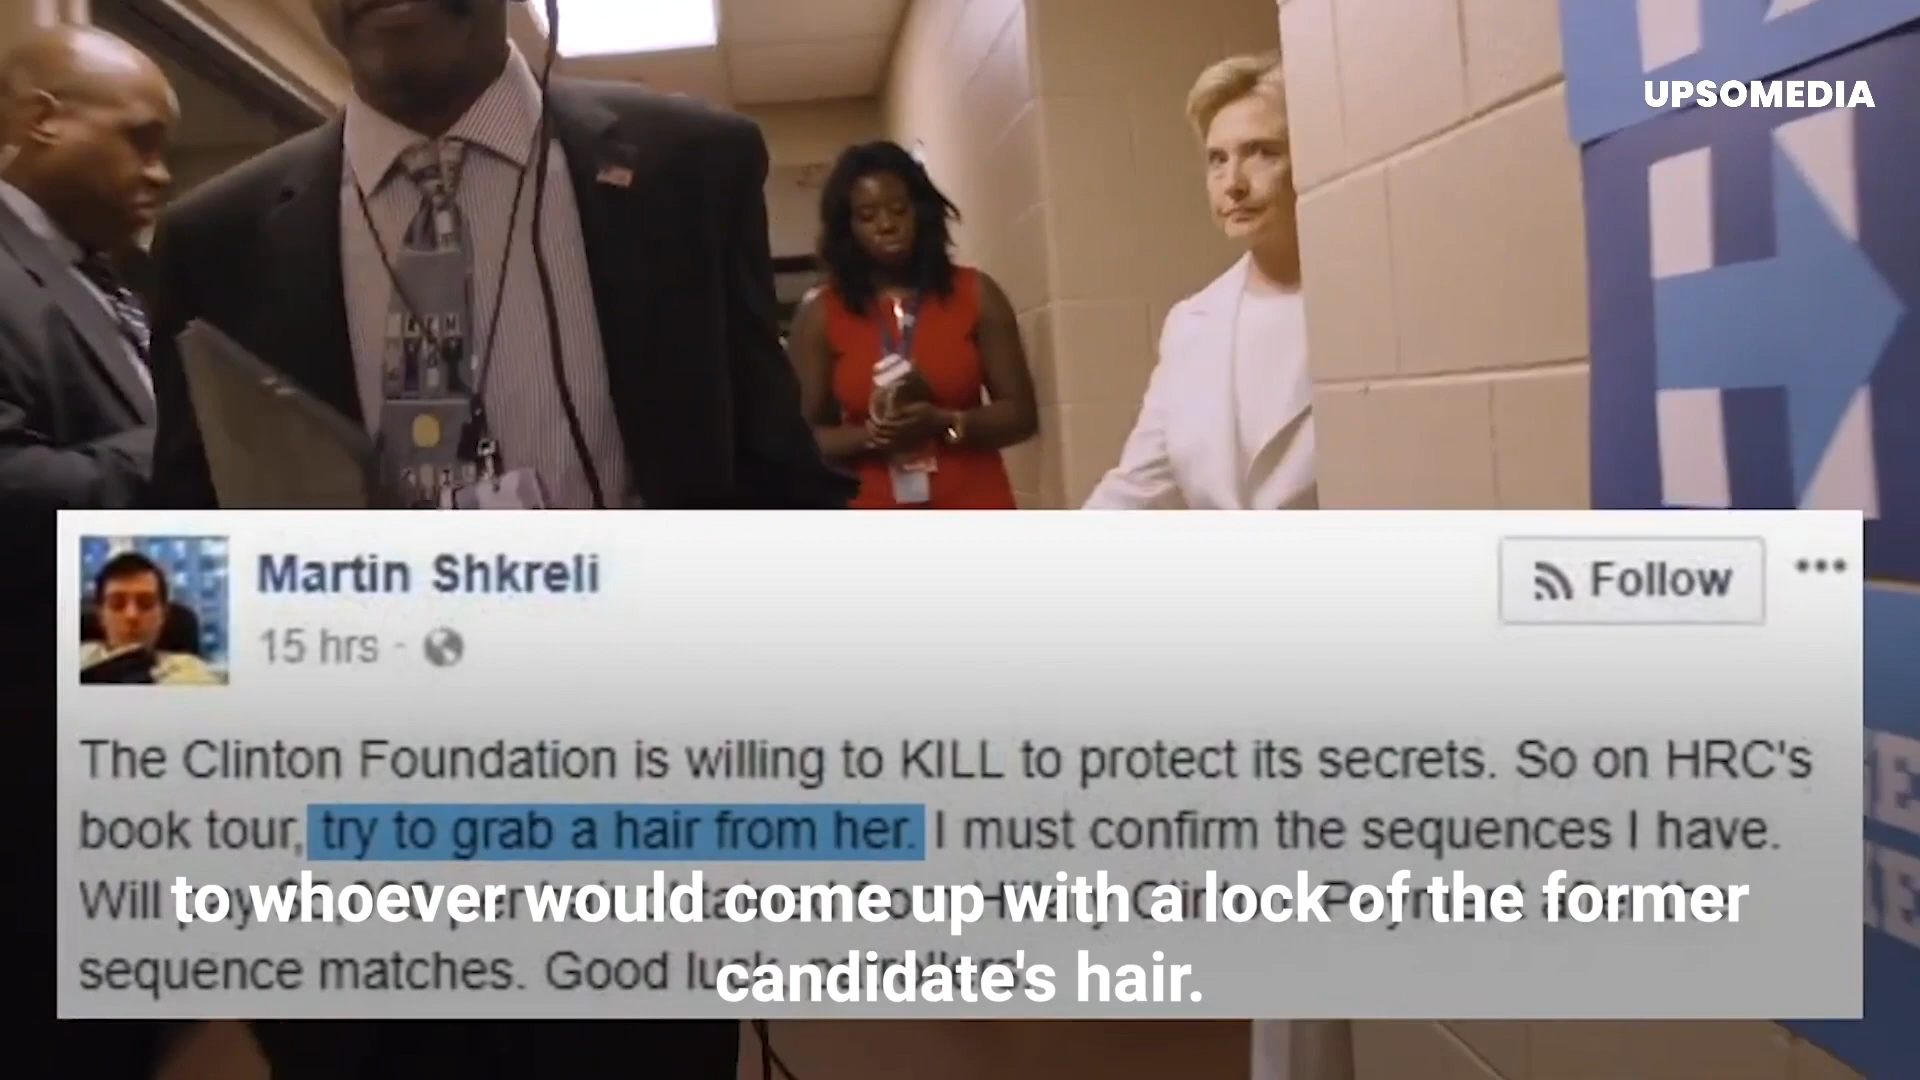 UPSOMEDIA
Martin Shkreli
Follow
15 hrs
The Clinton Foundation is willing to KILL to protect its secrets. So on HRC's
book tour, try to grab a hair from her. I must confirm the sequences I have.
Will
to whoever would come up with a lock of the former
sequence matches. Good luck,
candidate's hair.